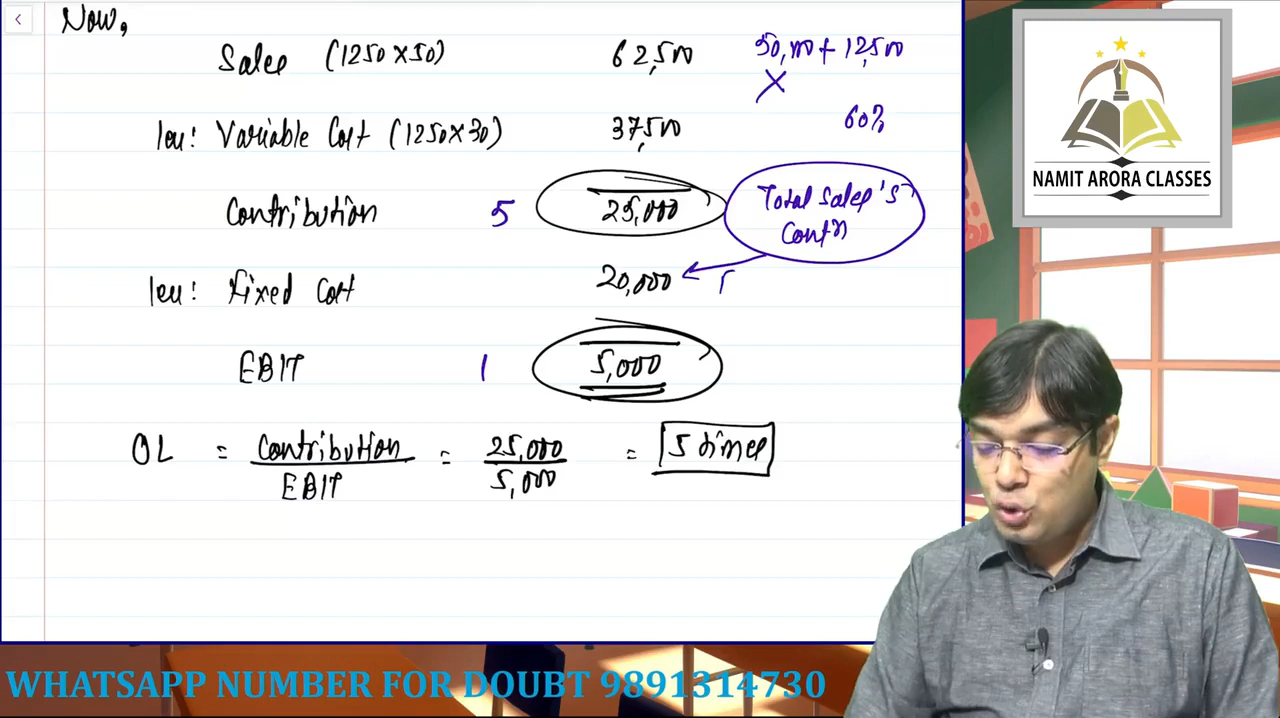 Now,
Sales (1250×50) 62,500 50,000 + 12,500
×
less: Variable Cost (1250×30) 37,500 60%
Contribution 5 25,000 Total Sales's
Contn
less: Fixed Cost 20,000
EBIT 1 5,000
OL = Contribution / EBIT = 25,000 / 5,000 = 5 times
NAMIT ARORA CLASSES
WHATSAPP NUMBER FOR DOUBT 9891314730